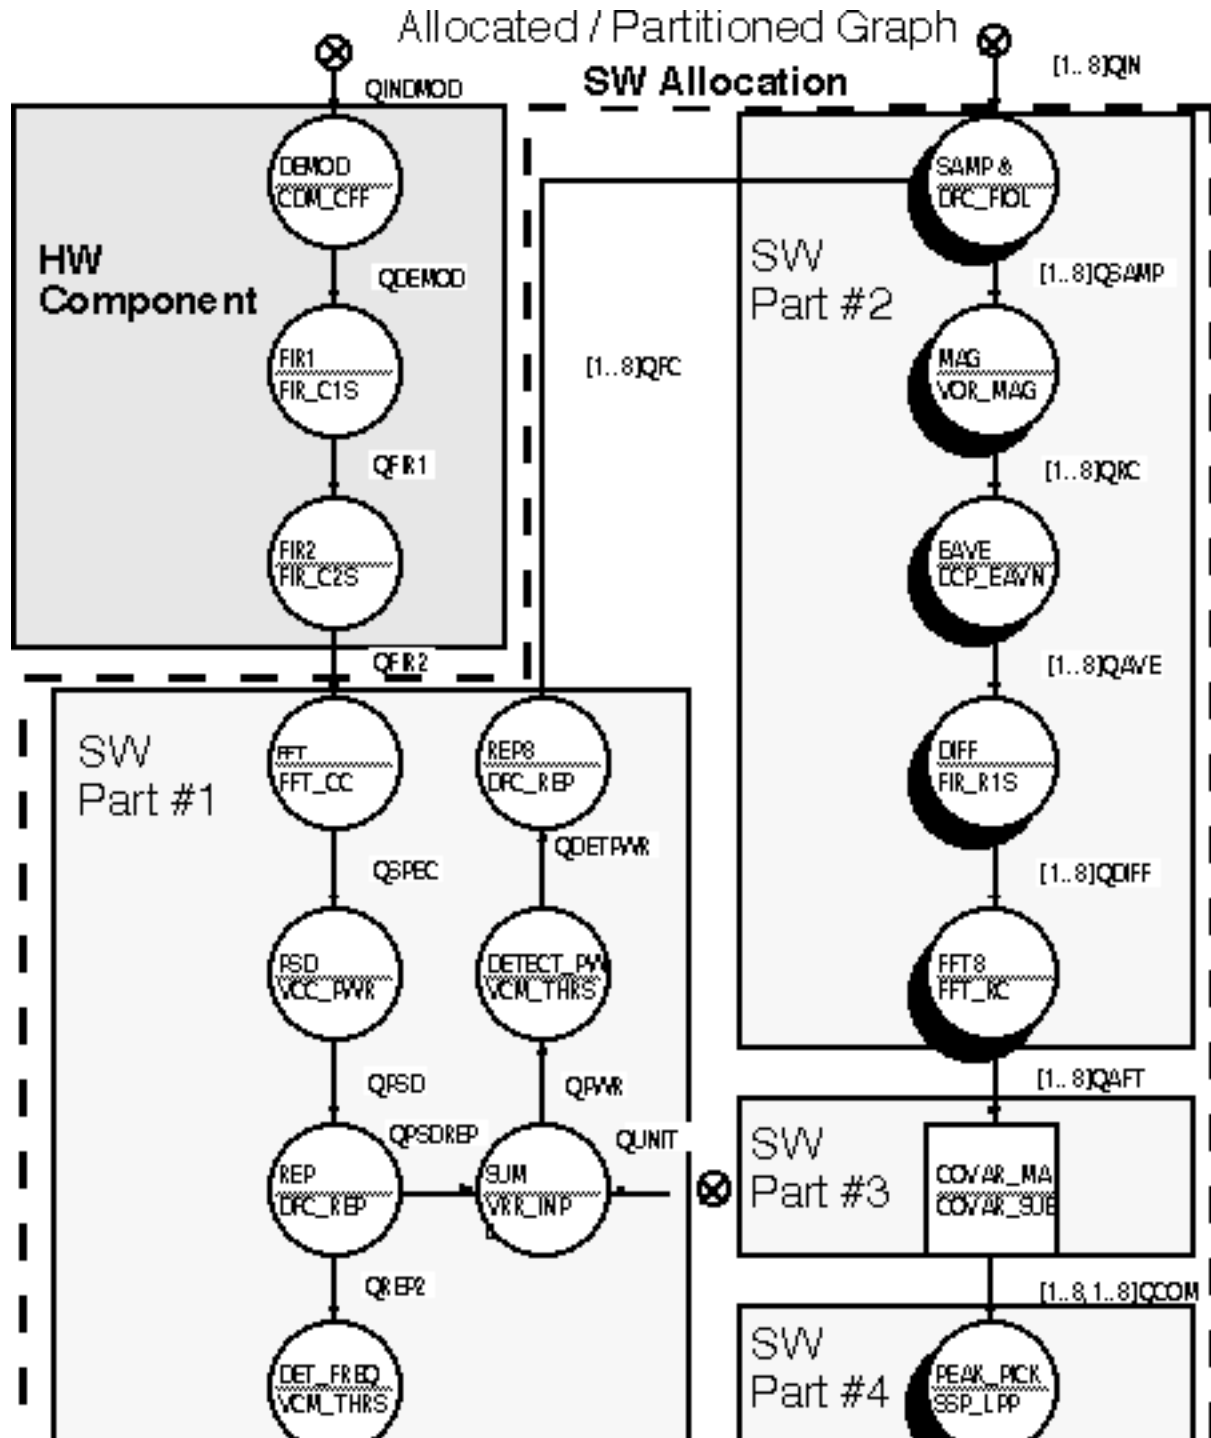 Allocated / Partitioned Graph
SW Allocation
QINDMOD
[1..8]QIN
HW
Component
DEMOD
CDM_CFF
QDEMOD
FIR1
FIR_C1S
QFIR1
FIR2
FIR_C2S
QFIR2
SW
Part #1
FFT
FFT_CC
QSPEC
PSD
VCC_PWR
QPSD
REP
DFC_REP
QREP2
DET_FREQ
VCM_THRS
QPSDREP
SUM
VRR_INP
QUNIT
QPWR
DETECT_PW
VCM_THRS
QDETPWR
REP8
DFC_REP
[1..8]QFC
SW
Part #2
SAMP &
DFC_FIOL
[1..8]QSAMP
MAG
VOR_MAG
[1..8]QRC
EAVE
DCP_EAVN
[1..8]QAVE
DIFF
FIR_R1S
[1..8]QDIFF
FFT8
FFT_RC
[1..8]QAFT
SW
Part #3
COVAR_MA
COVAR_SUB
[1..8,1..8]QCOM
SW
Part #4
PEAK_PICK
SSP_LPP